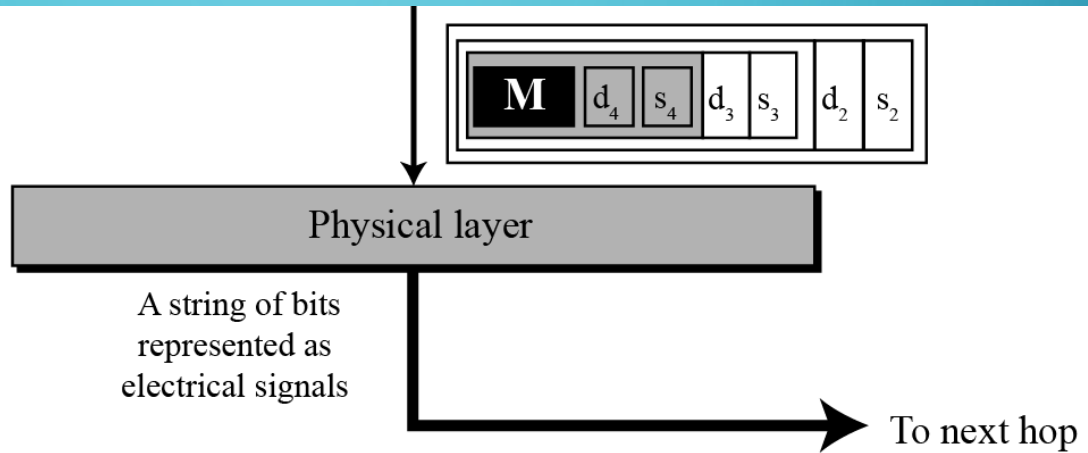 M d₄ s₄ d₃ s₃ d₂ s₂
Physical layer
A string of bits
represented as
electrical signals
To next hop